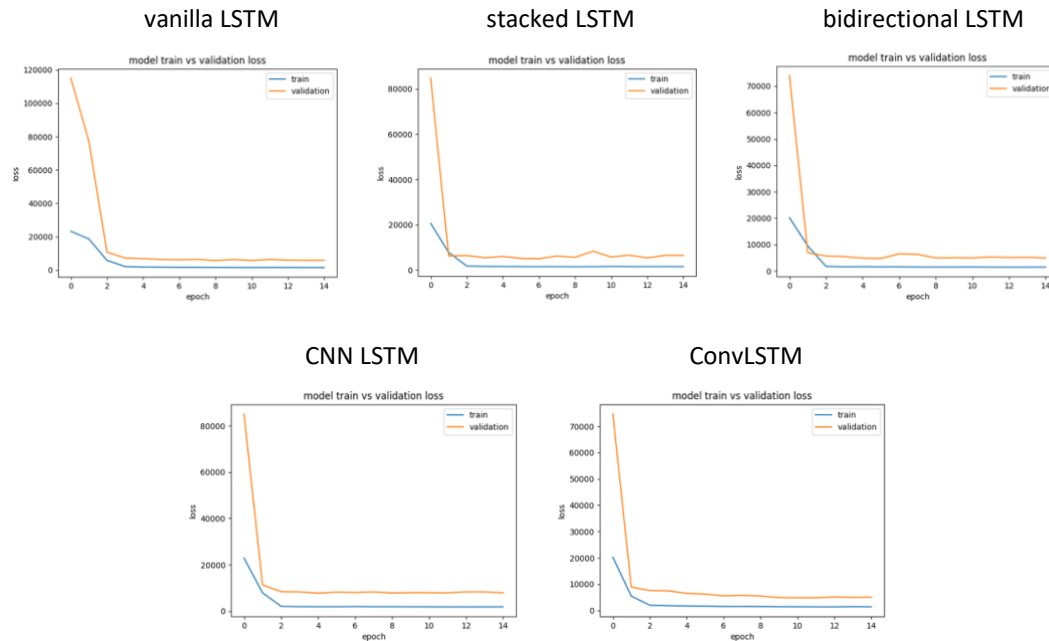 vanilla LSTM
stacked LSTM
bidirectional LSTM
model train vs validation loss
train
validation
120000
100000
80000
60000
40000
20000
0
loss
0 2 4 6 8 10 12 14
epoch
model train vs validation loss
train
validation
80000
60000
40000
20000
0
loss
0 2 4 6 8 10 12 14
epoch
model train vs validation loss
train
validation
70000
60000
50000
40000
30000
20000
10000
0
loss
0 2 4 6 8 10 12 14
epoch
CNN LSTM
ConvLSTM
model train vs validation loss
train
validation
80000
60000
40000
20000
0
loss
0 2 4 6 8 10 12 14
epoch
model train vs validation loss
train
validation
70000
60000
50000
40000
30000
20000
10000
0
loss
0 2 4 6 8 10 12 14
epoch